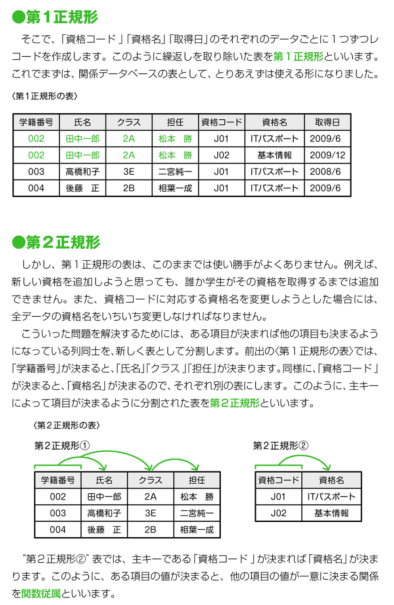 ●第1正規形
そこで、「資格コード」「資格名」「取得日」のそれぞれのデータごとに1つずつレ
コードを作成します。このように繰返しを取り除いた表を第1正規形といいます。
これでまずは、関係データベースの表として、とりあえずは使える形になりました。
〈第1正規形の表〉
学籍番号 氏名 クラス 担任 資格コード 資格名 取得日
002 田中一郎 2A 松本 勝 J01 ITパスポート 2009/6
002 田中一郎 2A 松本 勝 J02 基本情報 2009/12
003 高橋和子 3E 二宮純一 J01 ITパスポート 2008/6
004 後藤 正 2B 相葉一成 J01 ITパスポート 2009/6
●第2正規形
しかし、第1正規形の表は、このままでは使い勝手がよくありません。例えば、
新しい資格を追加しようと思っても、誰か学生がその資格を取得するまでは追加
できません。また、資格コードに対応する資格名を変更しようとした場合には、
全データの資格名をいちいち変更しなければなりません。
こういった問題を解決するためには、ある項目が決まれば他の項目も決まるよう
になっている列同士を、新しく表として分割します。前出の〈第1正規形の表〉では、
「学籍番号」が決まると、「氏名」「クラス」「担任」が決まります。同様に、「資格コード」
が決まると、「資格名」が決まるので、それぞれ別の表にします。このように、主キー
によって項目が決まるように分割された表を第2正規形といいます。
〈第2正規形の表〉
第2正規形①
学籍番号 氏名 クラス 担任
002 田中一郎 2A 松本 勝
003 高橋和子 3E 二宮純一
004 後藤 正 2B 相葉一成
第2正規形②
資格コード 資格名
J01 ITパスポート
J02 基本情報
"第2正規形②"表では、主キーである「資格コード」が決まれば「資格名」が決ま
ります。このように、ある項目の値が決まると、他の項目の値が一意に決まる関係
を関数従属といいます。